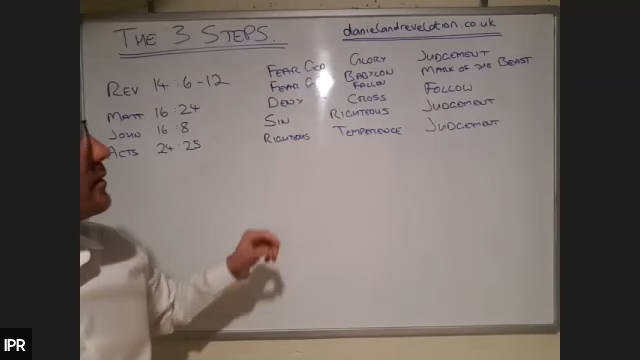 THE 3 STEPS.
danielandrevelation.co.uk
REV 14:6-12
FEAR GOD GLORY JUDGEMENT
FEAR BABYLON FALLEN MARK OF THE BEAST
MATT 16:24 DENY CROSS FOLLOW
JOHN 16:8 SIN RIGHTEOUS JUDGEMENT
ACTS 24:25 RIGHTEOUS TEMPERENCE JUDGEMENT
IPR